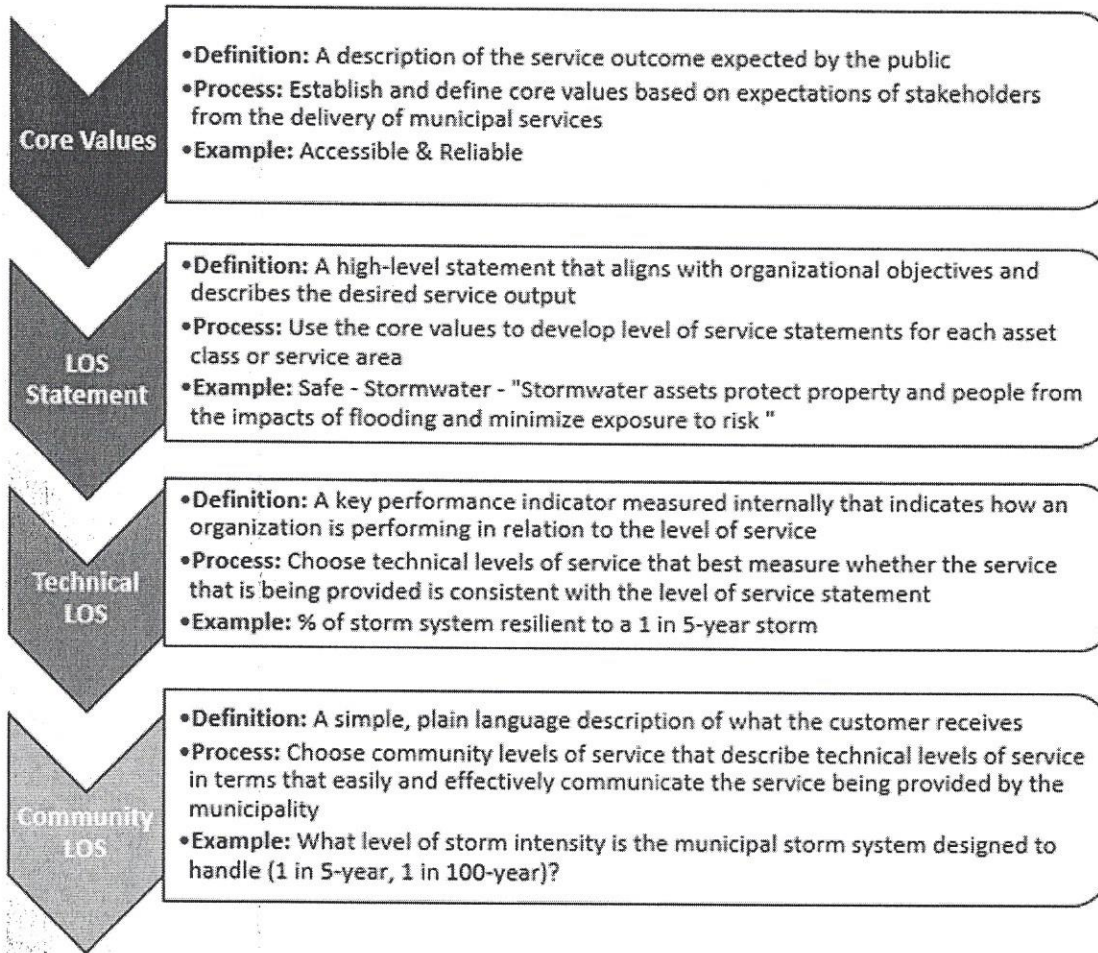 Core Values
•Definition: A description of the service outcome expected by the public
•Process: Establish and define core values based on expectations of stakeholders
from the delivery of municipal services
•Example: Accessible & Reliable
LOS
Statement
•Definition: A high-level statement that aligns with organizational objectives and
describes the desired service output
•Process: Use the core values to develop level of service statements for each asset
class or service area
•Example: Safe - Stormwater - "Stormwater assets protect property and people from
the impacts of flooding and minimize exposure to risk "
Technical
LOS
•Definition: A key performance indicator measured internally that indicates how an
organization is performing in relation to the level of service
•Process: Choose technical levels of service that best measure whether the service
that is being provided is consistent with the level of service statement
•Example: % of storm system resilient to a 1 in 5-year storm
Community
LOS
•Definition: A simple, plain language description of what the customer receives
•Process: Choose community levels of service that describe technical levels of service
in terms that easily and effectively communicate the service being provided by the
municipality
•Example: What level of storm intensity is the municipal storm system designed to
handle (1 in 5-year, 1 in 100-year)?